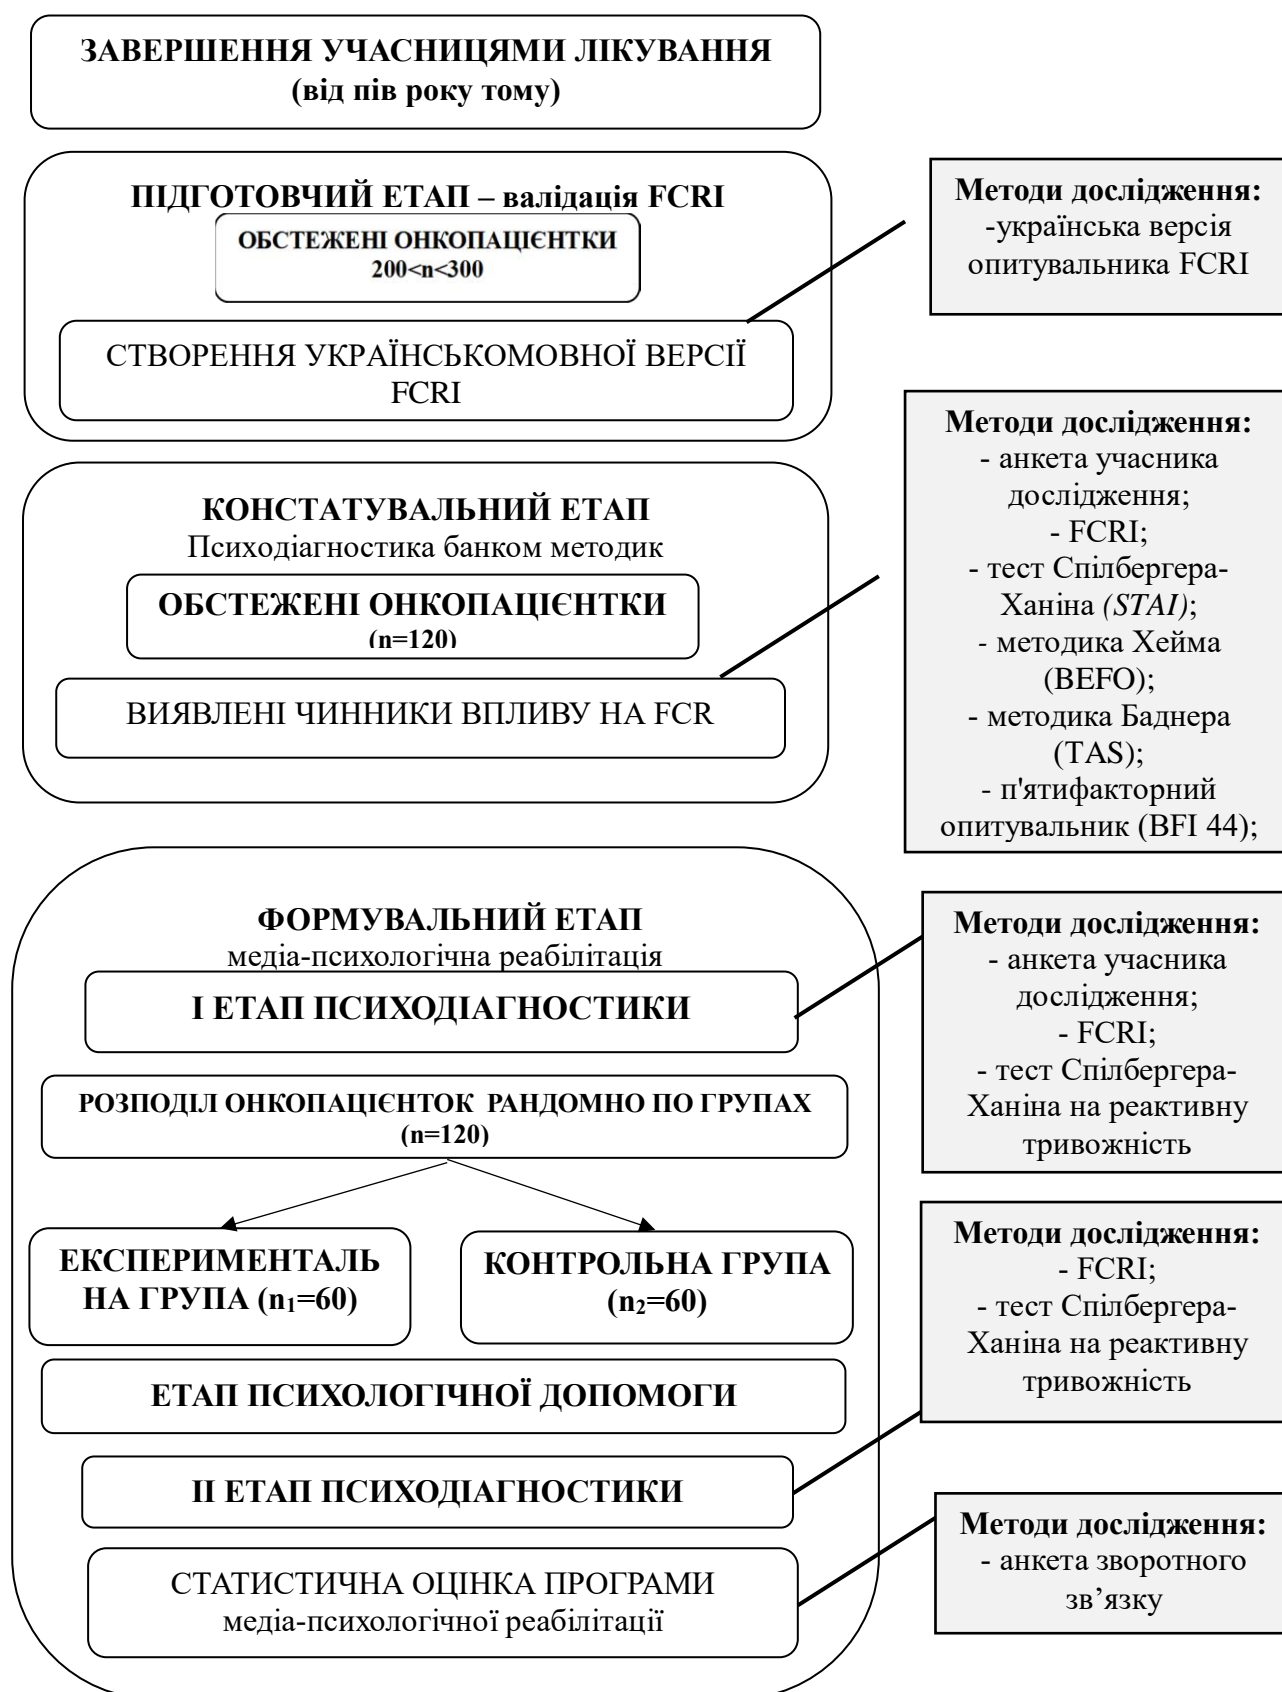 ЗАВЕРШЕННЯ УЧАСНИЦЯМИ ЛІКУВАННЯ
(від пів року тому)
ПІДГОТОВЧИЙ ЕТАП – валідація FCRI
ОБСТЕЖЕНІ ОНКОПАЦІЄНТКИ
200<n<300
СТВОРЕННЯ УКРАЇНСЬКОМОВНОЇ ВЕРСІЇ
FCRI
Методи дослідження:
-українська версія
опитувальника FCRI
КОНСТАТУВАЛЬНИЙ ЕТАП
Психодіагностика банком методик
ОБСТЕЖЕНІ ОНКОПАЦІЄНТКИ
(n=120)
ВИЯВЛЕНІ ЧИННИКИ ВПЛИВУ НА FCR
Методи дослідження:
- анкета учасника
дослідження;
- FCRI;
- тест Спілбергера-
Ханіна (STAI);
- методика Хейма
(BEFO);
- методика Баднера
(TAS);
- п'ятифакторний
опитувальник (BFI 44);
ФОРМУВАЛЬНИЙ ЕТАП
медіа-психологічна реабілітація
І ЕТАП ПСИХОДІАГНОСТИКИ
Методи дослідження:
- анкета учасника
дослідження;
- FCRI;
- тест Спілбергера-
Ханіна на реактивну
тривожність
РОЗПОДІЛ ОНКОПАЦІЄНТОК РАНДОМНО ПО ГРУПАХ
(n=120)
ЕКСПЕРИМЕНТАЛЬ
НА ГРУПА (n₁=60)
КОНТРОЛЬНА ГРУПА
(n₂=60)
ЕТАП ПСИХОЛОГІЧНОЇ ДОПОМОГИ
ІІ ЕТАП ПСИХОДІАГНОСТИКИ
Методи дослідження:
- FCRI;
- тест Спілбергера-
Ханіна на реактивну
тривожність
СТАТИСТИЧНА ОЦІНКА ПРОГРАМИ
медіа-психологічної реабілітації
Методи дослідження:
- анкета зворотного
зв’язку